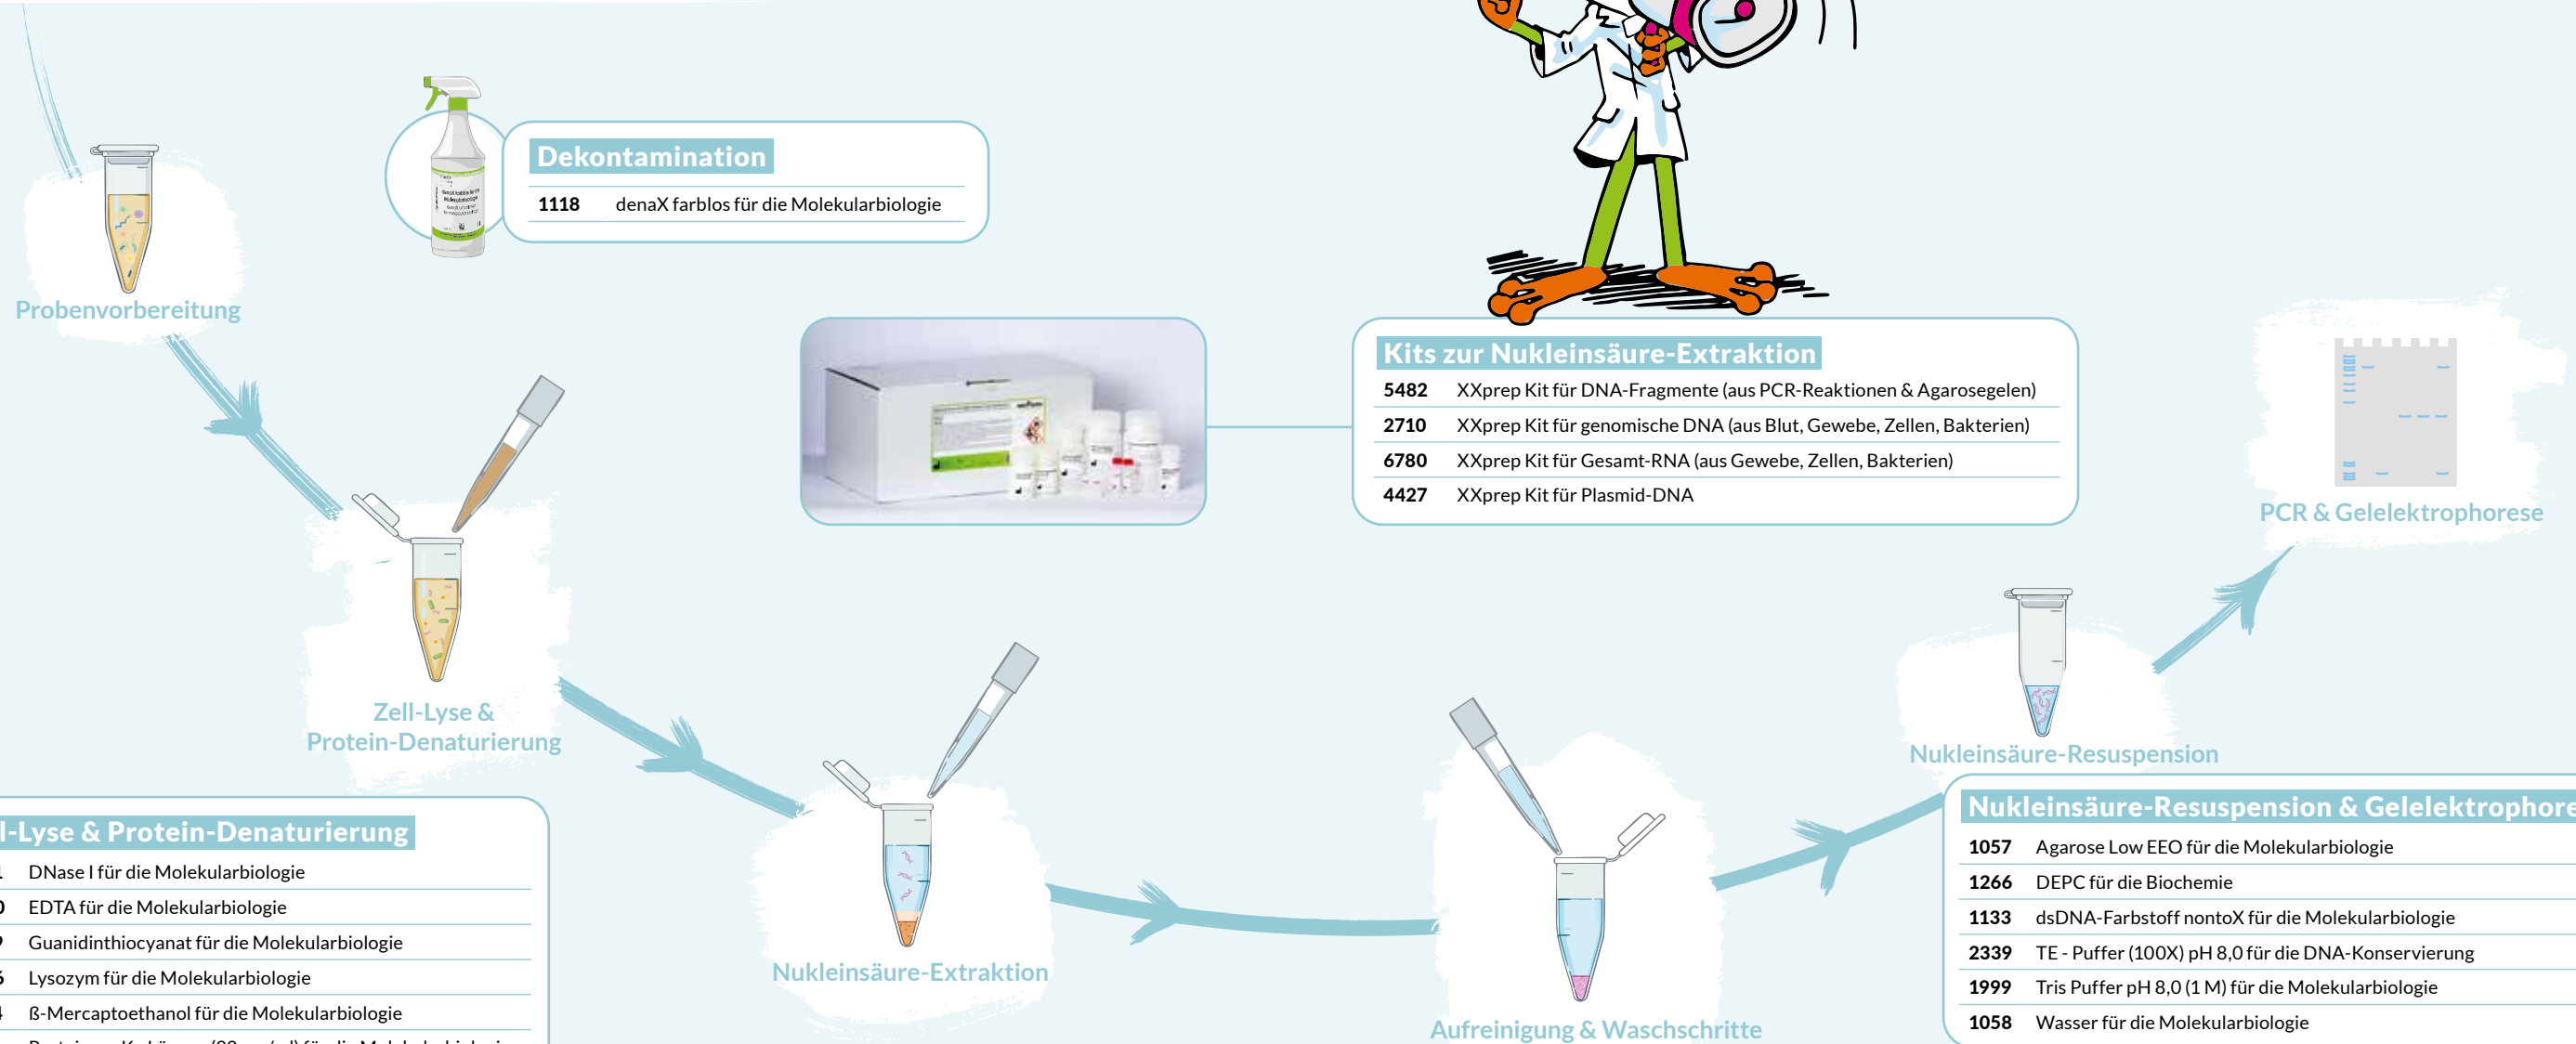 Dekontamination
1118 denaX farblos für die Molekularbiologie
Probenvorbereitung
Kits zur Nukleinsäure-Extraktion
5482 XXprep Kit für DNA-Fragmente (aus PCR-Reaktionen & Agarosegelen)
2710 XXprep Kit für genomische DNA (aus Blut, Gewebe, Zellen, Bakterien)
6780 XXprep Kit für Gesamt-RNA (aus Gewebe, Zellen, Bakterien)
4427 XXprep Kit für Plasmid-DNA
PCR & Gelelektrophorese
Zell-Lyse &
Protein-Denaturierung
Nukleinsäure-Resuspension
l-Lyse & Protein-Denaturierung
DNase I für die Molekularbiologie
EDTA für die Molekularbiologie
Guanidinthiocyanat für die Molekularbiologie
Lysozym für die Molekularbiologie
ß-Mercaptoethanol für die Molekularbiologie
Nukleinsäure-Extraktion
Aufreinigung & Waschschritte
Nukleinsäure-Resuspension & Gelelektrophore
1057 Agarose Low EEO für die Molekularbiologie
1266 DEPC für die Biochemie
1133 dsDNA-Farbstoff nontoX für die Molekularbiologie
2339 TE - Puffer (100X) pH 8,0 für die DNA-Konservierung
1999 Tris Puffer pH 8,0 (1 M) für die Molekularbiologie
1058 Wasser für die Molekularbiologie